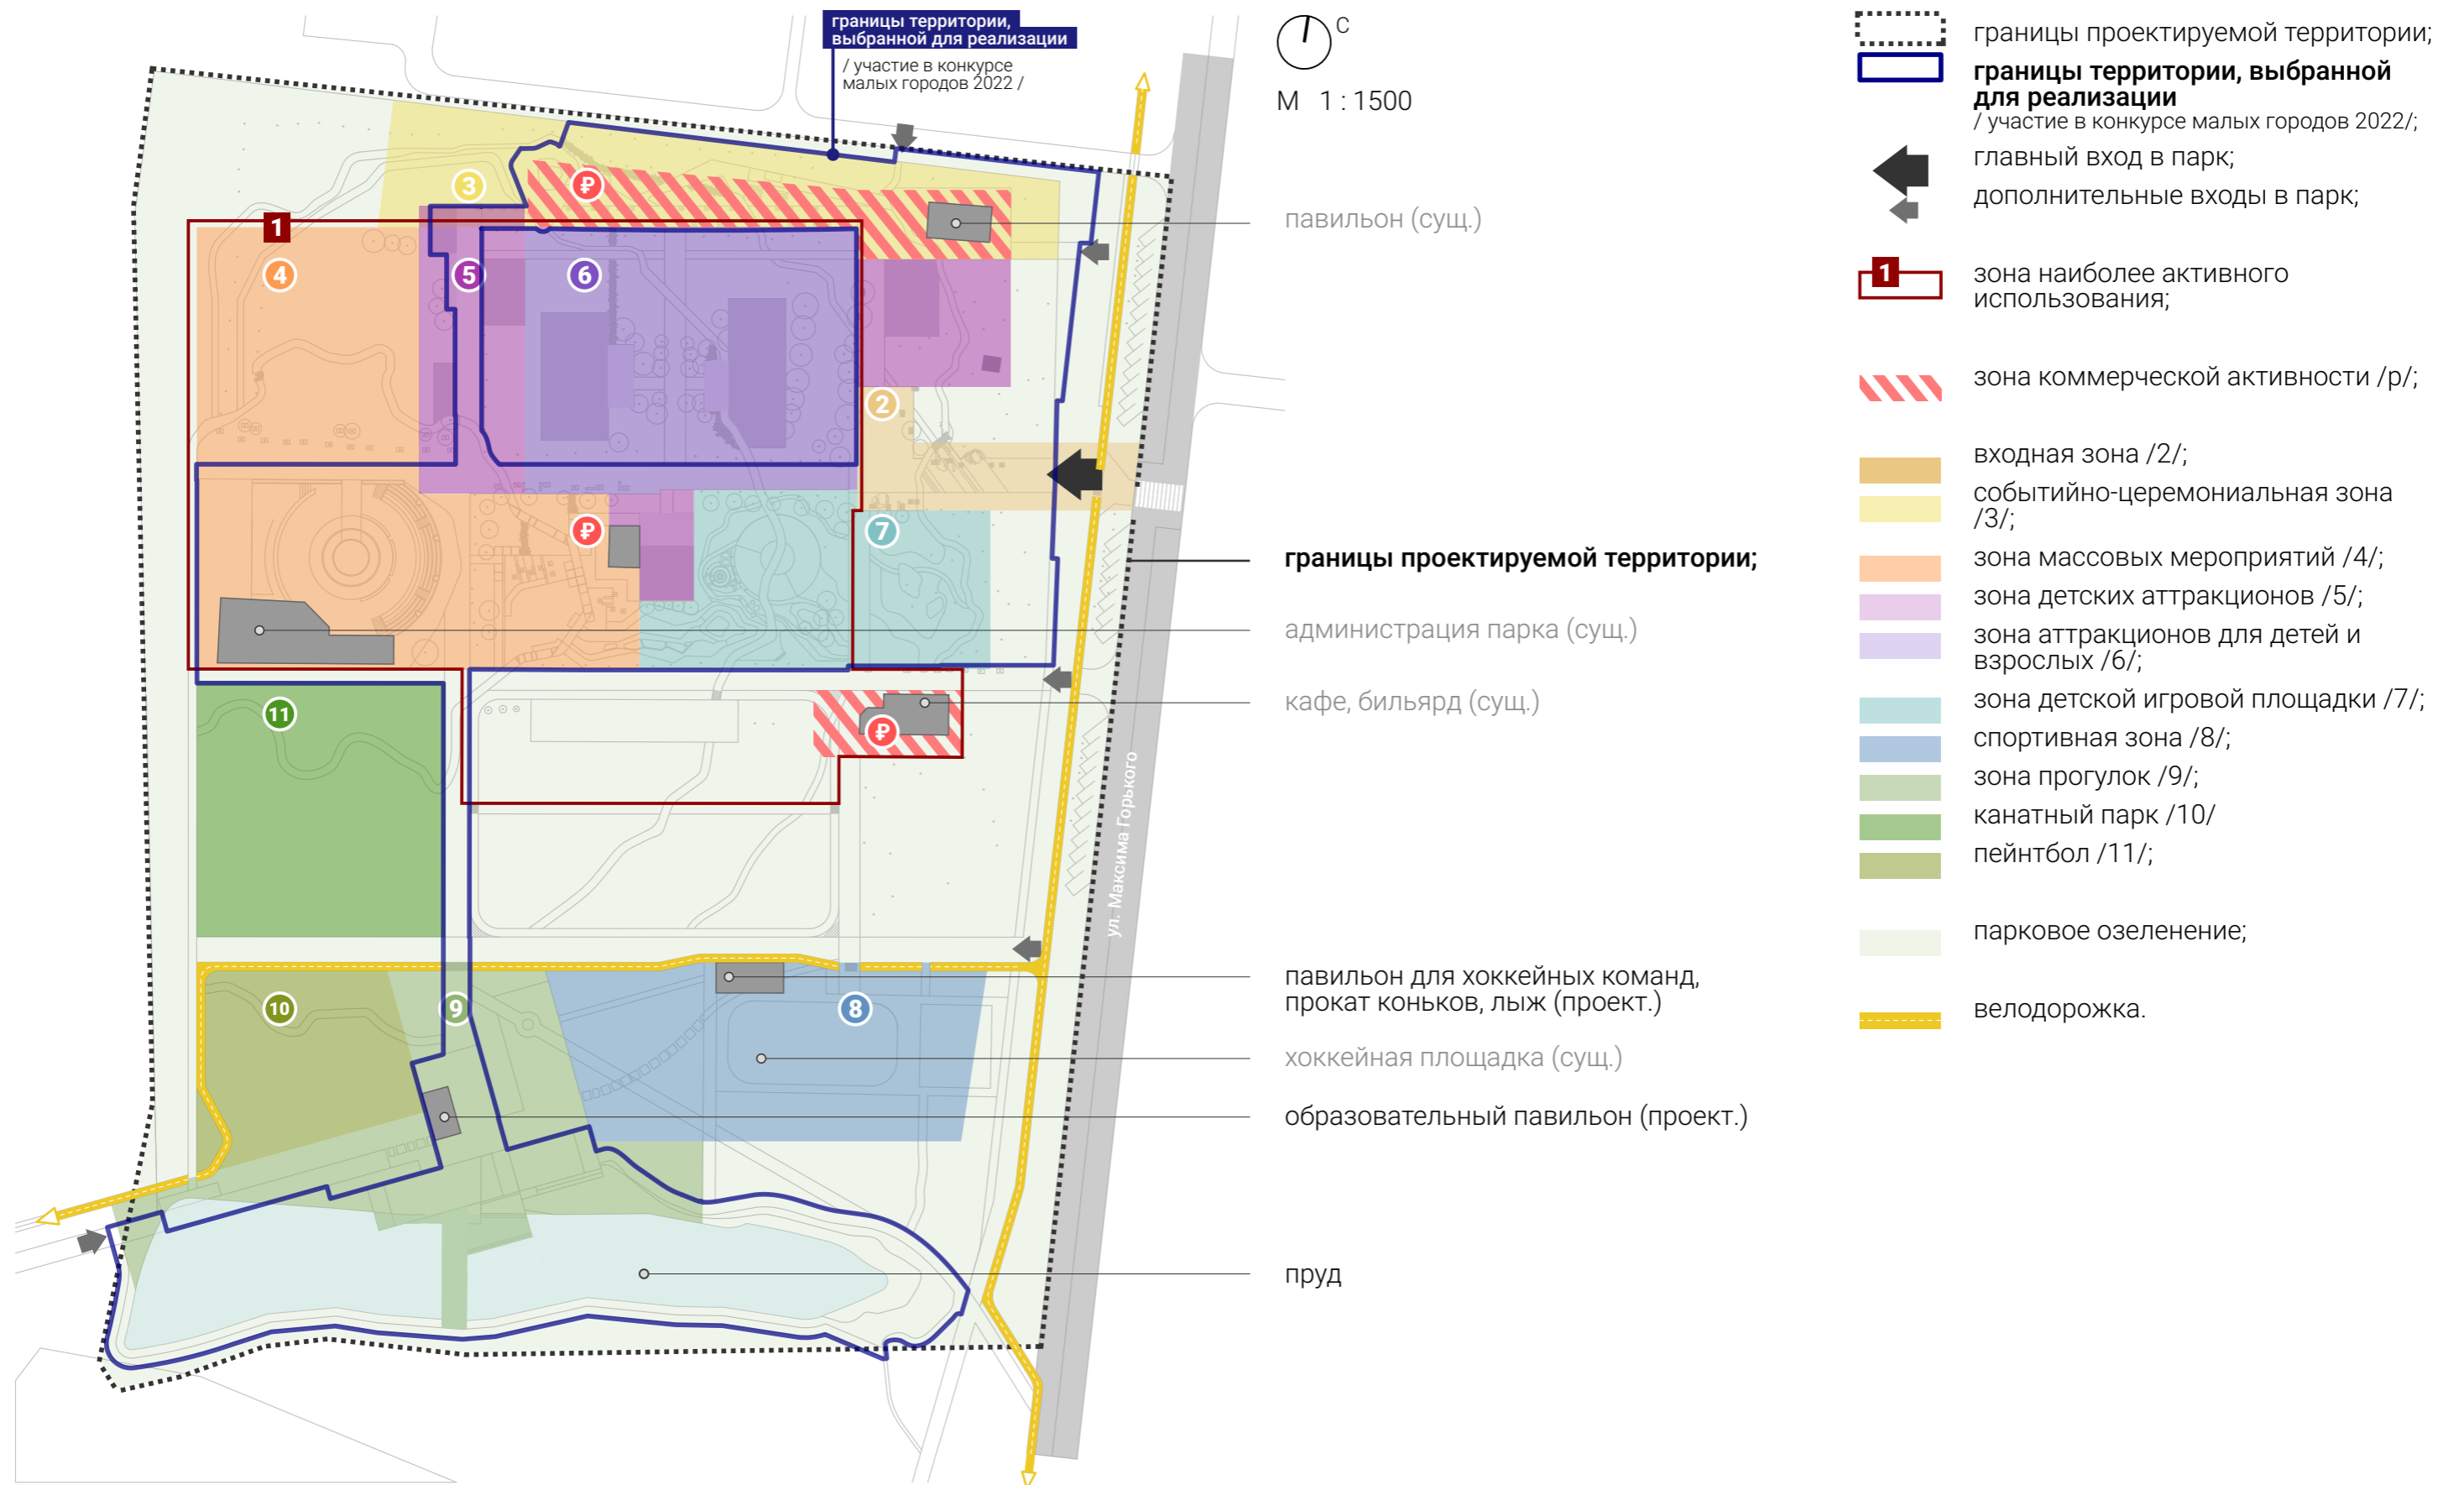 границы территории,
выбранной для реализации
/ участие в конкурсе
малых городов 2022 /
С
М 1 : 1500
3
₽
1
4
5
6
2
₽
7
11
₽
10
9
8
ул. Максима Горького
павильон (сущ.)
границы проектируемой территории;
администрация парка (сущ.)
кафе, бильярд (сущ.)
павильон для хоккейных команд,
прокат коньков, лыж (проект.)
хоккейная площадка (сущ.)
образовательный павильон (проект.)
пруд
границы проектируемой территории;
границы территории, выбранной
для реализации
/ участие в конкурсе малых городов 2022/;
главный вход в парк;
дополнительные входы в парк;
1
зона наиболее активного
использования;
зона коммерческой активности /р/;
входная зона /2/;
событийно-церемониальная зона
/3/;
зона массовых мероприятий /4/;
зона детских аттракционов /5/;
зона аттракционов для детей и
взрослых /6/;
зона детской игровой площадки /7/;
спортивная зона /8/;
зона прогулок /9/;
канатный парк /10/
пейнтбол /11/;
парковое озеленение;
велодорожка.